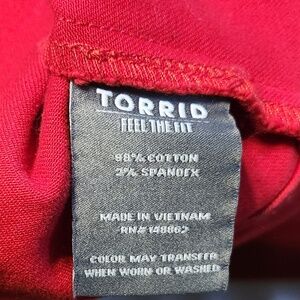 TORRID
FEEL THE FIT
98% COTTON
2% SPANDEX
MADE IN VIETNAM
RN# 148862
COLOR MAY TRANSFER
WHEN WORN OR WASHED